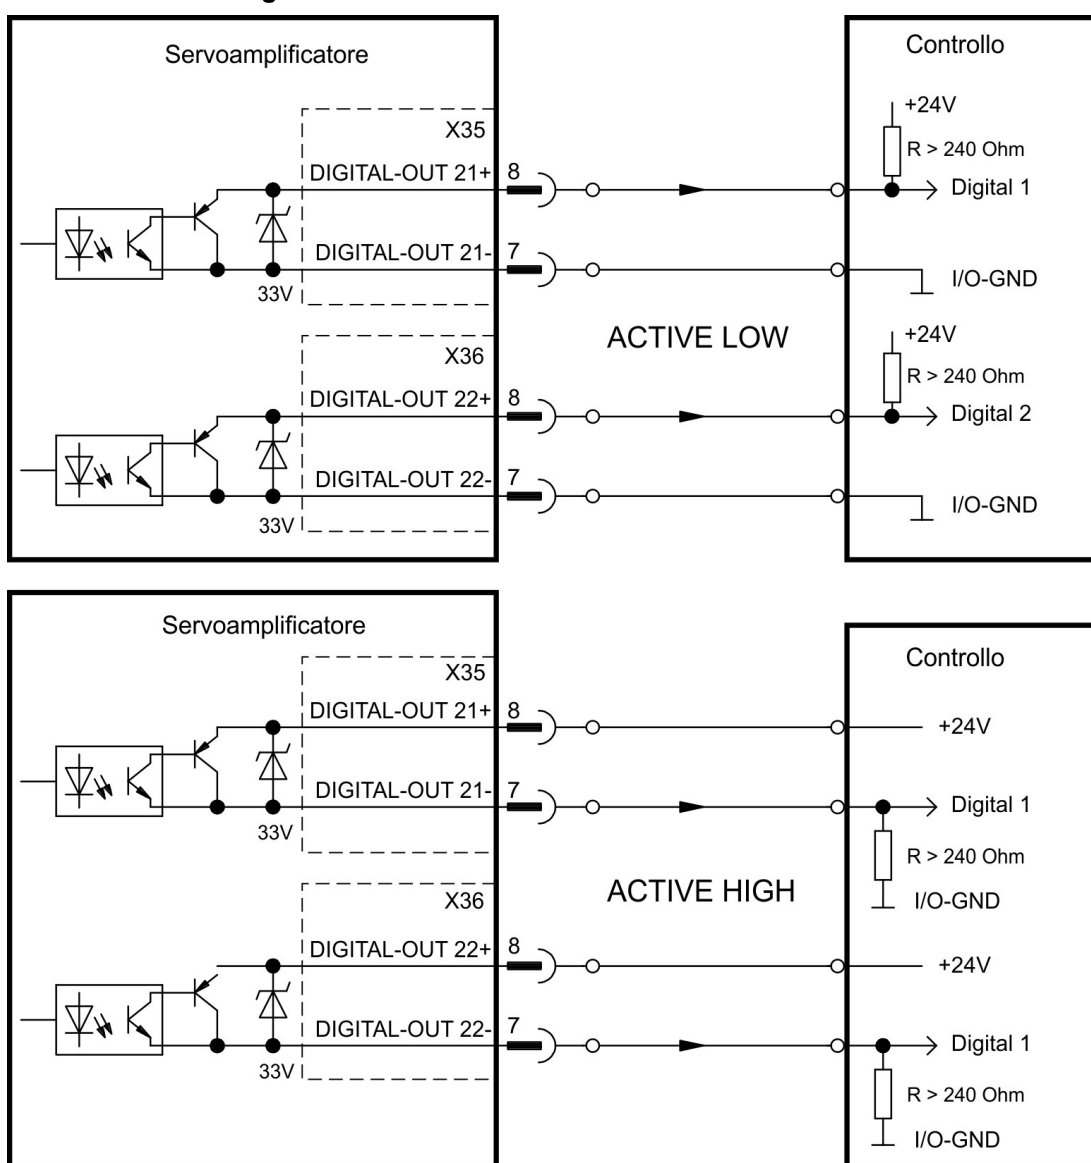 Servoamplificatore
Controllo
X35
+24V
R > 240 Ohm
DIGITAL-OUT 21+
8
Digital 1
DIGITAL-OUT 21-
7
33V
I/O-GND
ACTIVE LOW
X36
+24V
R > 240 Ohm
DIGITAL-OUT 22+
8
Digital 2
DIGITAL-OUT 22-
7
33V
I/O-GND
Servoamplificatore
Controllo
X35
DIGITAL-OUT 21+
8
+24V
DIGITAL-OUT 21-
7
Digital 1
33V
R > 240 Ohm
ACTIVE HIGH
X36
I/O-GND
DIGITAL-OUT 22+
8
+24V
DIGITAL-OUT 22-
7
Digital 1
33V
R > 240 Ohm
I/O-GND